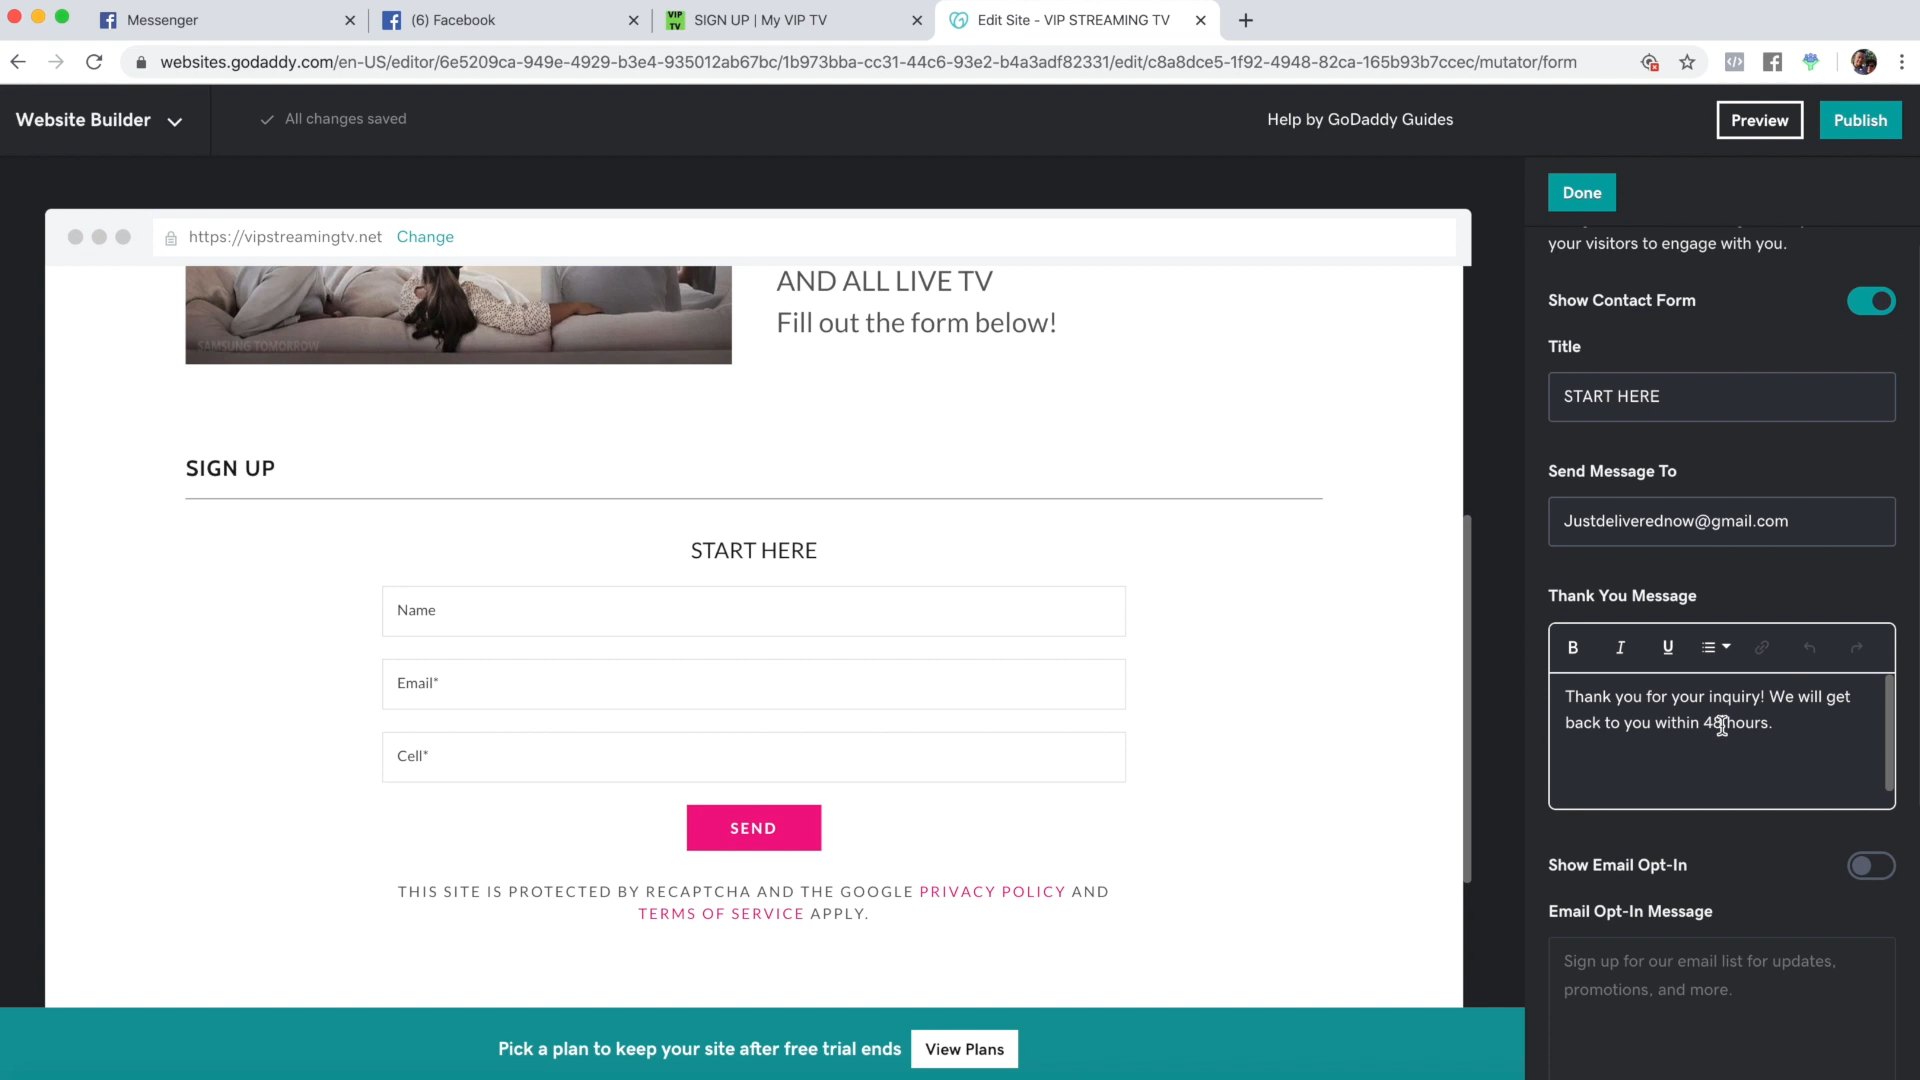 Messenger
(6) Facebook
VIP TV
SIGN UP | My VIP TV
Edit Site - VIP STREAMING TV
websites.godaddy.com/en-US/editor/6e5209ca-949e-4929-b3e4-935012ab67bc/1b973bba-cc31-44c6-93e2-b4a3adf82331/edit/c8a8dce5-1f92-4948-82ca-165b93b7ccec/mutator/form
Website Builder
All changes saved
Help by GoDaddy Guides
Preview
Publish
Done
https://vipstreamingtv.net Change
AND ALL LIVE TV
Fill out the form below!
SAMSUNG TOMORROW
SIGN UP
START HERE
Name
Email*
Cell*
SEND
THIS SITE IS PROTECTED BY RECAPTCHA AND THE GOOGLE PRIVACY POLICY AND
TERMS OF SERVICE APPLY.
Pick a plan to keep your site after free trial ends View Plans
your visitors to engage with you.
Show Contact Form
Title
START HERE
Send Message To
Justdeliverednow@gmail.com
Thank You Message
B I U
Thank you for your inquiry! We will get
back to you within 48 hours.
Show Email Opt-In
Email Opt-In Message
Sign up for our email list for updates,
promotions, and more.